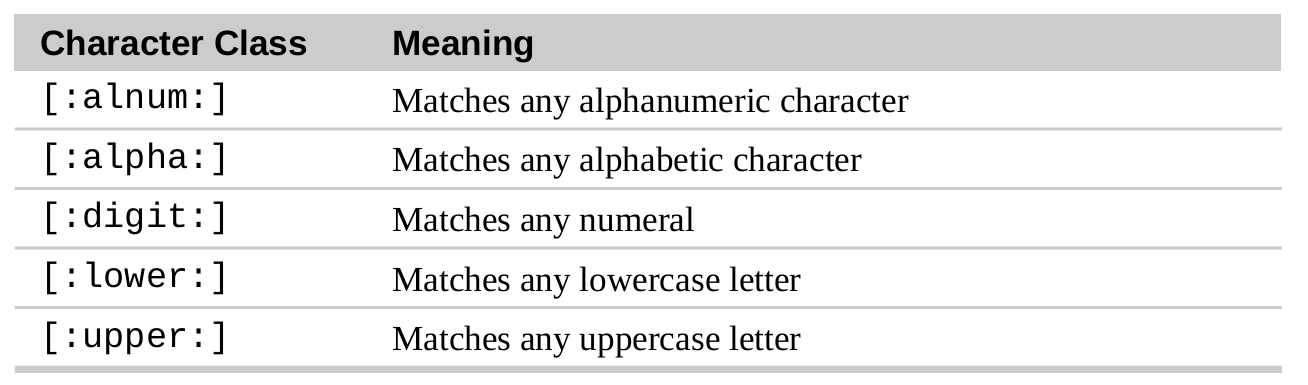 Character Class Meaning
[:alnum:] Matches any alphanumeric character
[:alpha:] Matches any alphabetic character
[:digit:] Matches any numeral
[:lower:] Matches any lowercase letter
[:upper:] Matches any uppercase letter